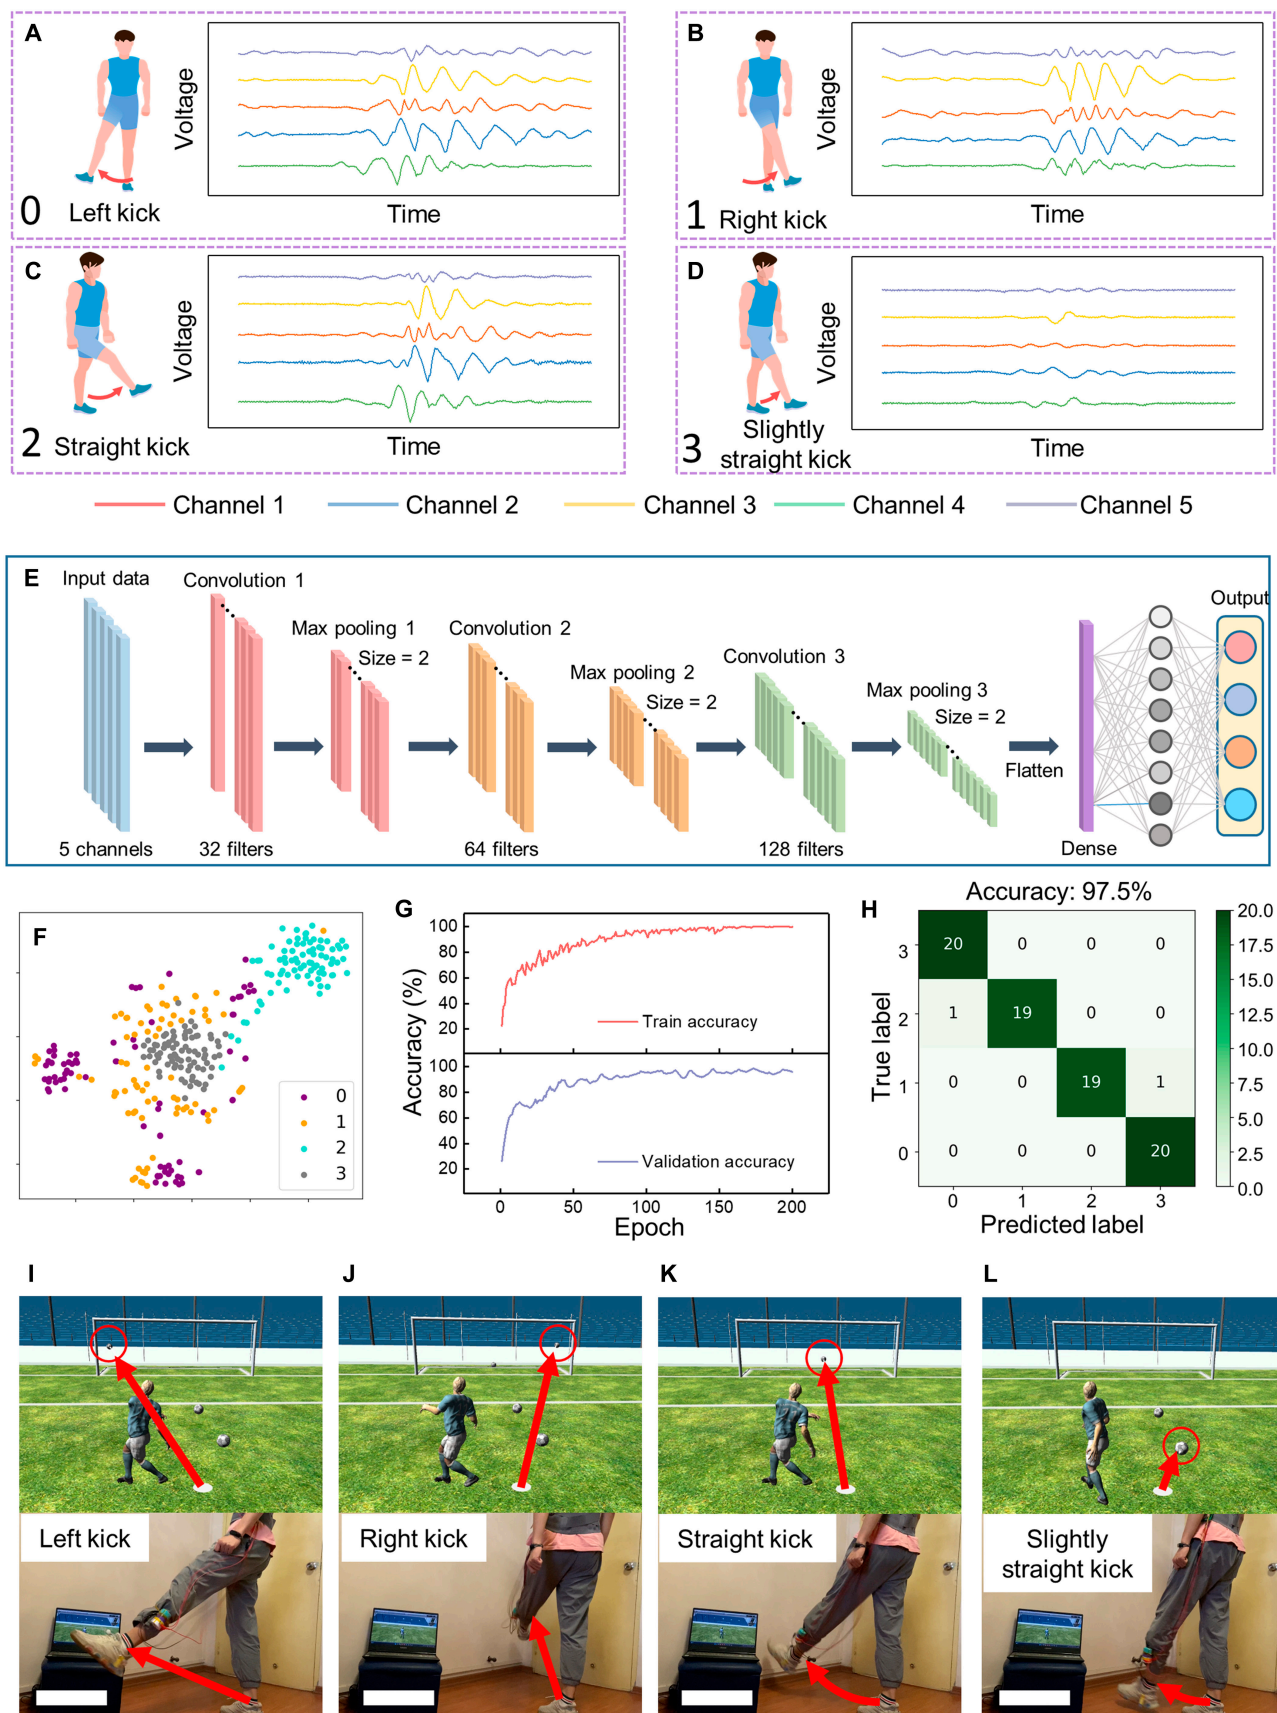 A
Voltage
0
Left kick
Time
B
Voltage
1
Right kick
Time
C
Voltage
2
Straight kick
Time
D
Voltage
3
Slightly
straight kick
Time
Channel 1
Channel 2
Channel 3
Channel 4
Channel 5
E
Input data
Convolution 1
Max pooling 1
Size = 2
Convolution 2
Max pooling 2
Size = 2
Convolution 3
Max pooling 3
Size = 2
Flatten
Output
5 channels
32 filters
64 filters
128 filters
Dense
F
0
1
2
3
G
Accuracy (%)
100
80
60
40
20
Train accuracy
100
80
60
40
20
Validation accuracy
0 50 100 150 200
Epoch
H
Accuracy: 97.5%
True label
3 20 0 0 0
2 1 19 0 0
1 0 0 19 1
0 0 0 0 20
0 1 2 3
Predicted label
20.0
17.5
15.0
12.5
10.0
7.5
5.0
2.5
0.0
I
Left kick
J
Right kick
K
Straight kick
L
Slightly
straight kick